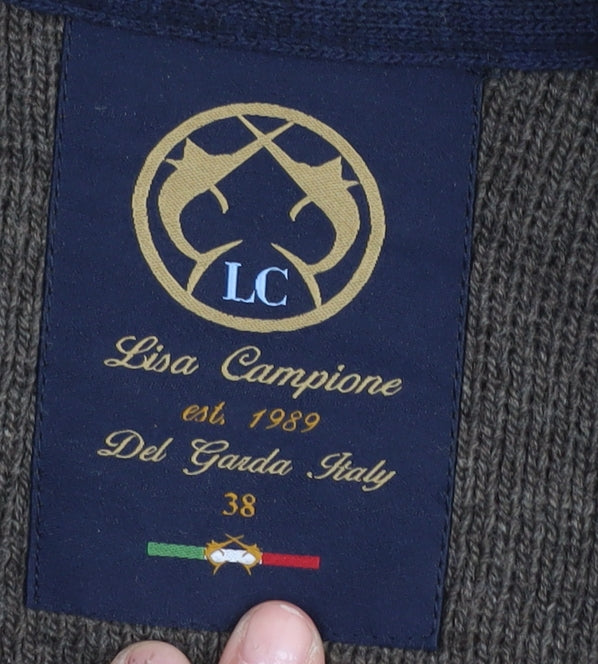 LC
Lisa Campione
est. 1989
Del Garda Italy
38